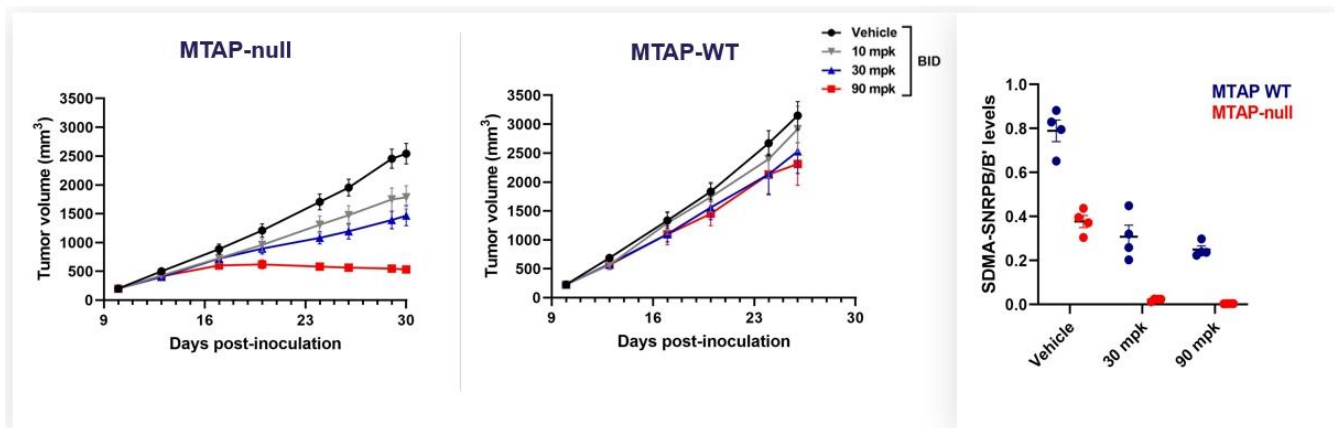 MTAP-null
Tumor volume (mm³)
3500
3000
2500
2000
1500
1000
500
0
9
16
23
30
Days post-inoculation
MTAP-WT
Vehicle
10 mpk
30 mpk
90 mpk
BID
Tumor volume (mm³)
3500
3000
2500
2000
1500
1000
500
0
9
16
23
30
Days post-inoculation
MTAP WT
MTAP-null
SDMA-SNRPB/B' levels
1.0
0.8
0.6
0.4
0.2
0.0
Vehicle
30 mpk
90 mpk